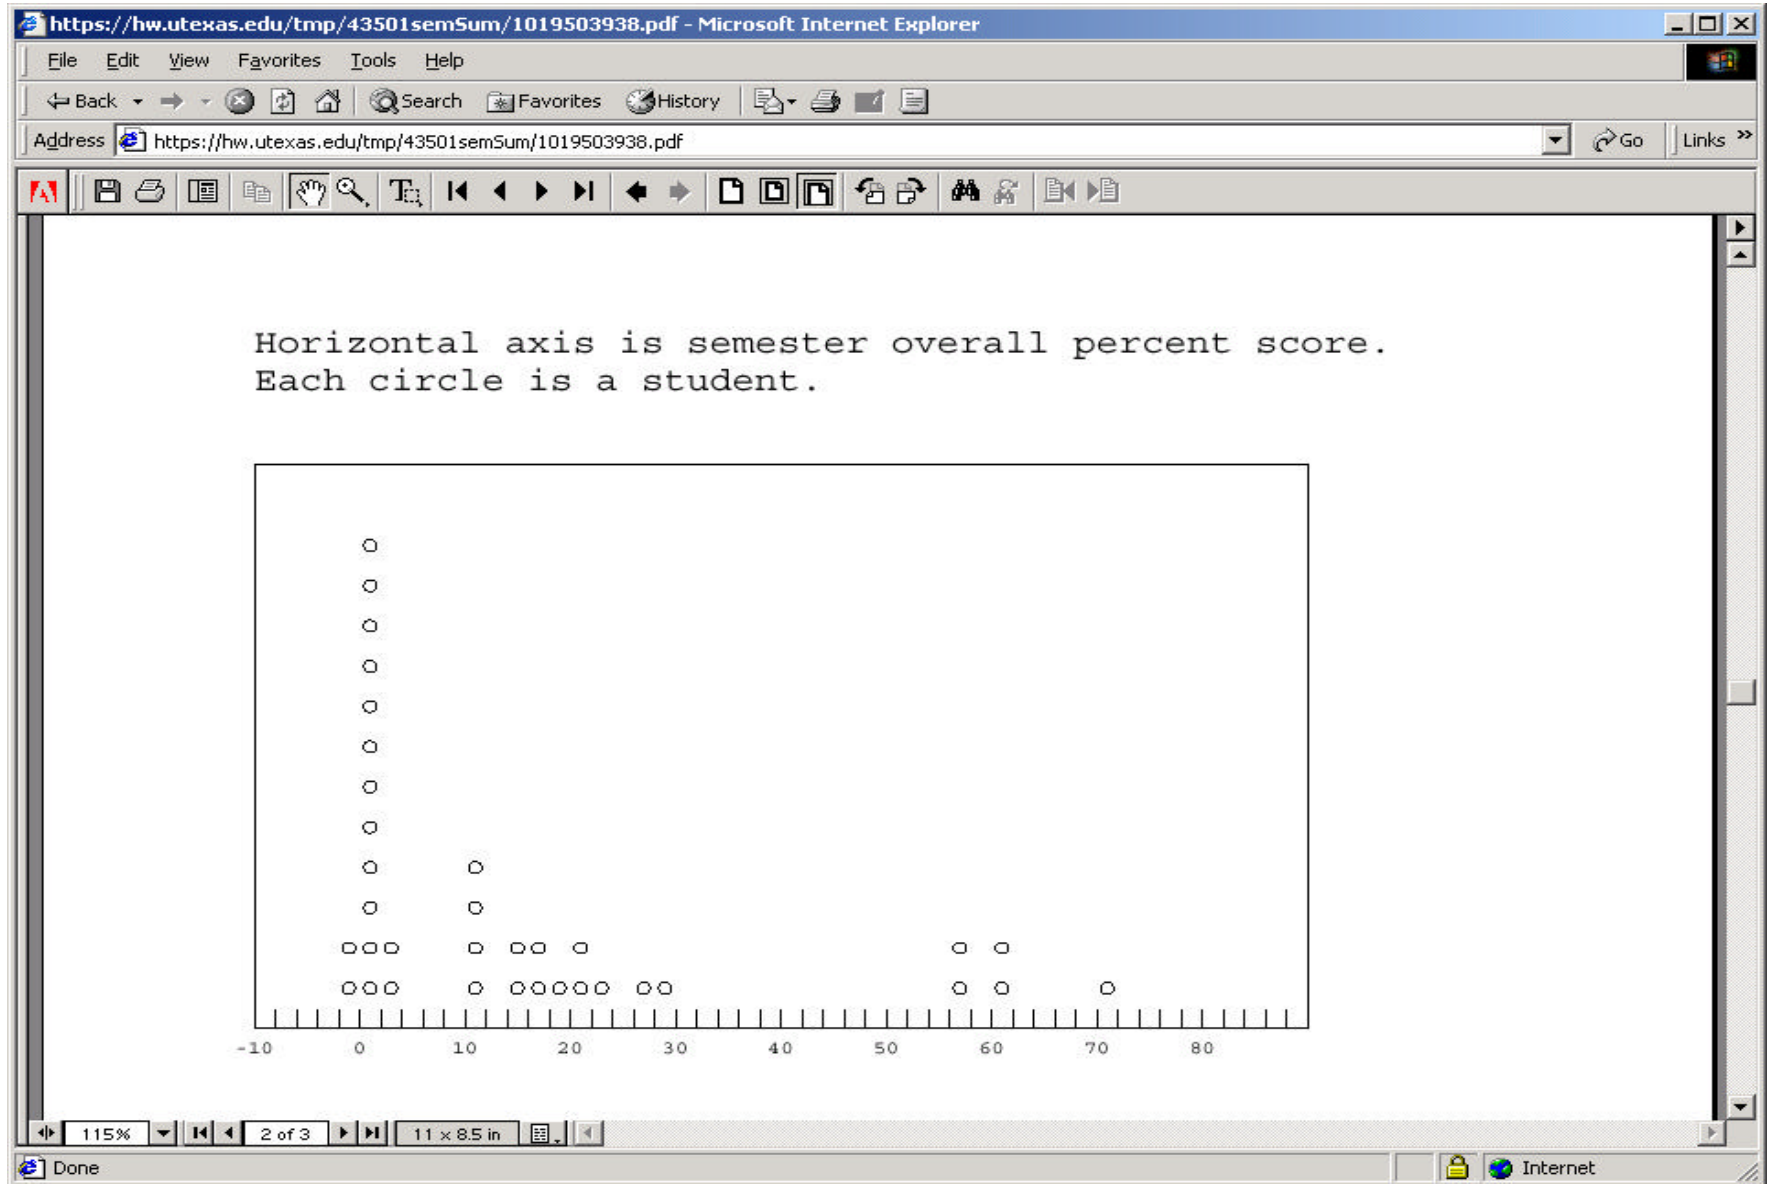 https://hw.utexas.edu/tmp/43501semSum/1019503938.pdf - Microsoft Internet Explorer
File Edit View Favorites Tools Help
Back Search Favorites History
Address https://hw.utexas.edu/tmp/43501semSum/1019503938.pdf Go Links »
Horizontal axis is semester overall percent score.
Each circle is a student.
-10 0 10 20 30 40 50 60 70 80
115% 2 of 3 11 x 8.5 in
Done Internet